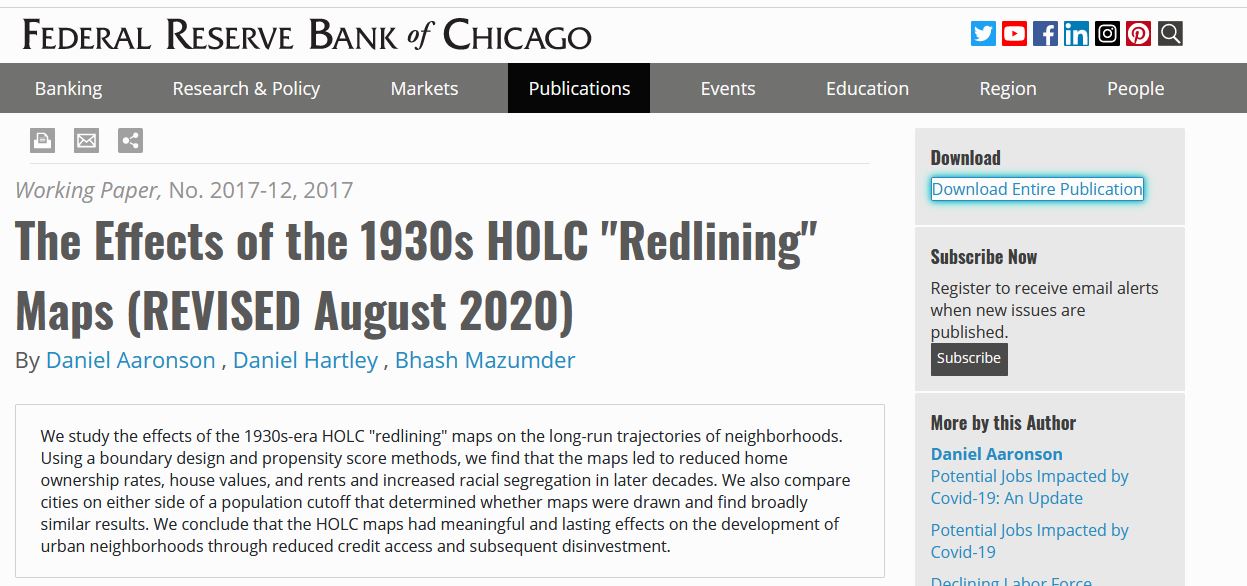 FEDERAL RESERVE BANK of CHICAGO
Banking Research & Policy Markets Publications Events Education Region People
Working Paper, No. 2017-12, 2017
The Effects of the 1930s HOLC "Redlining"
Maps (REVISED August 2020)
By Daniel Aaronson , Daniel Hartley , Bhash Mazumder
We study the effects of the 1930s-era HOLC "redlining" maps on the long-run trajectories of neighborhoods.
Using a boundary design and propensity score methods, we find that the maps led to reduced home
ownership rates, house values, and rents and increased racial segregation in later decades. We also compare
cities on either side of a population cutoff that determined whether maps were drawn and find broadly
similar results. We conclude that the HOLC maps had meaningful and lasting effects on the development of
urban neighborhoods through reduced credit access and subsequent disinvestment.
Download
Download Entire Publication
Subscribe Now
Register to receive email alerts
when new issues are
published.
Subscribe
More by this Author
Daniel Aaronson
Potential Jobs Impacted by
Covid-19: An Update
Potential Jobs Impacted by
Covid-19
Declining Labor Force